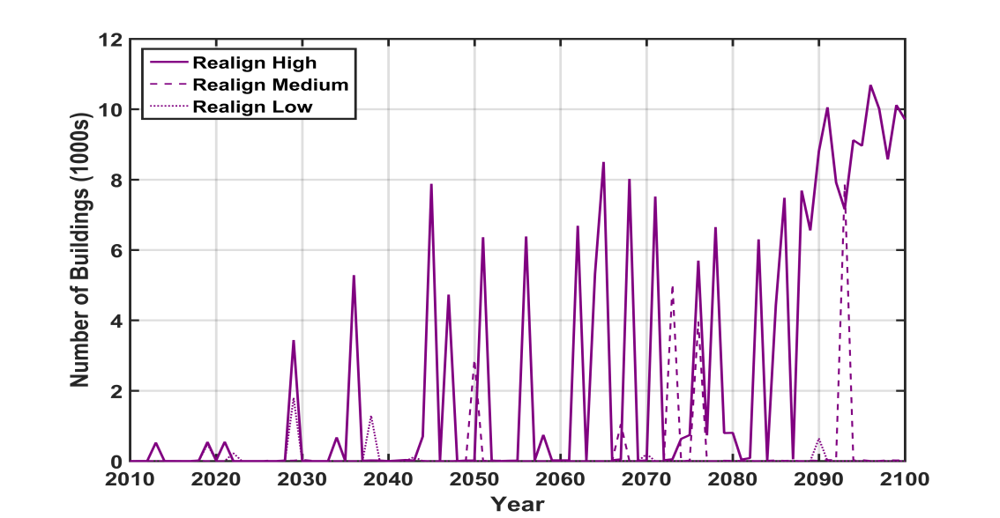 12
10
8
6
4
2
0
Number of Buildings (1000s)
Realign High
Realign Medium
Realign Low
2010 2020 2030 2040 2050 2060 2070 2080 2090 2100
Year